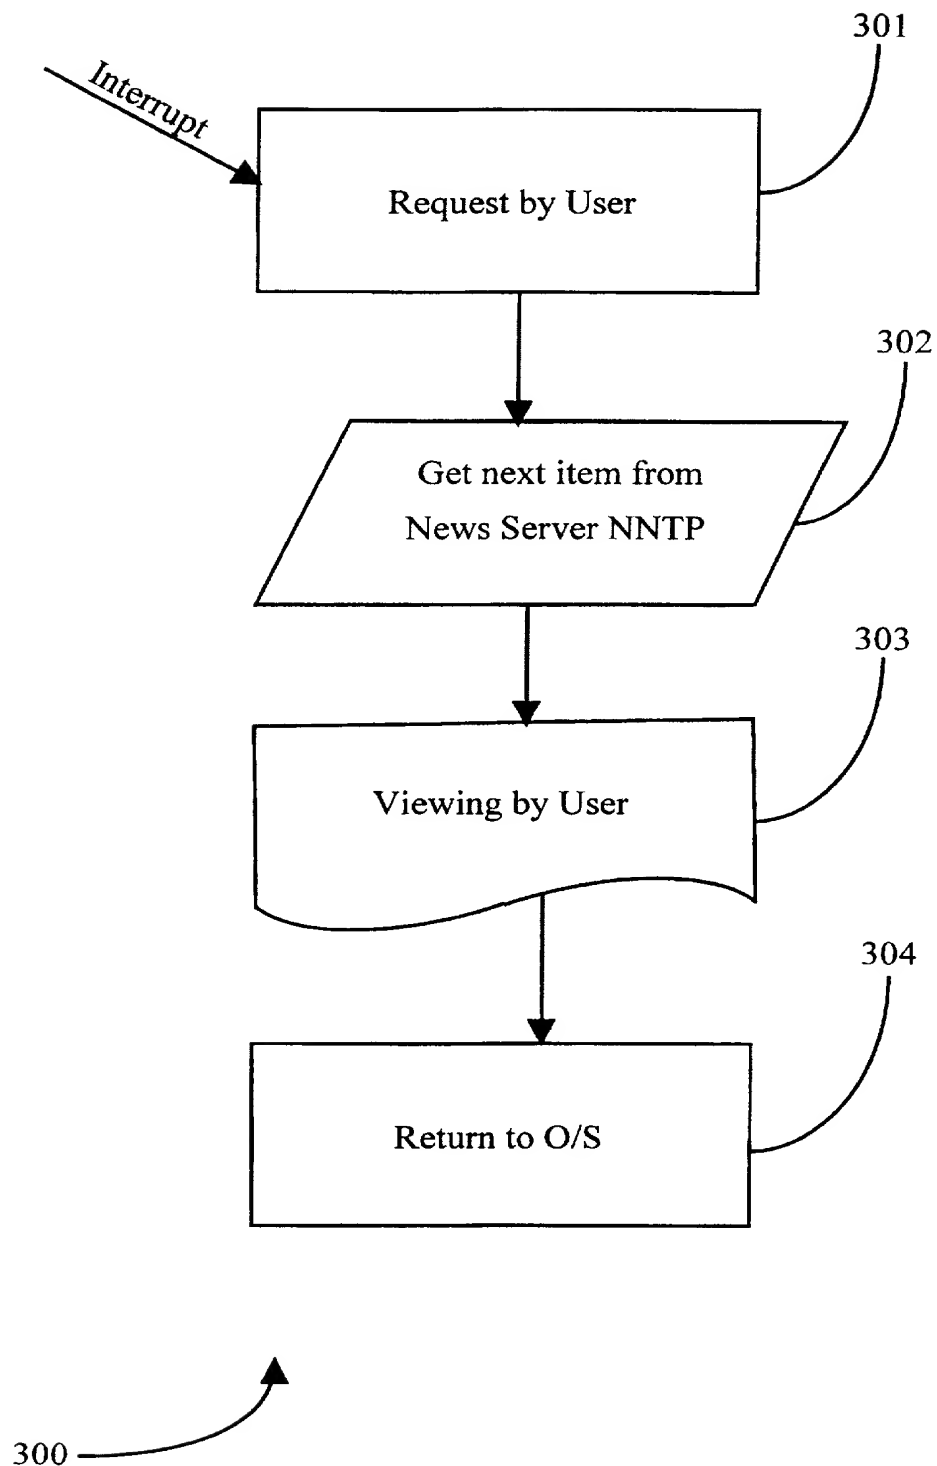 301
Interrupt
Request by User
302
Get next item from
News Server NNTP
303
Viewing by User
304
Return to O/S
300